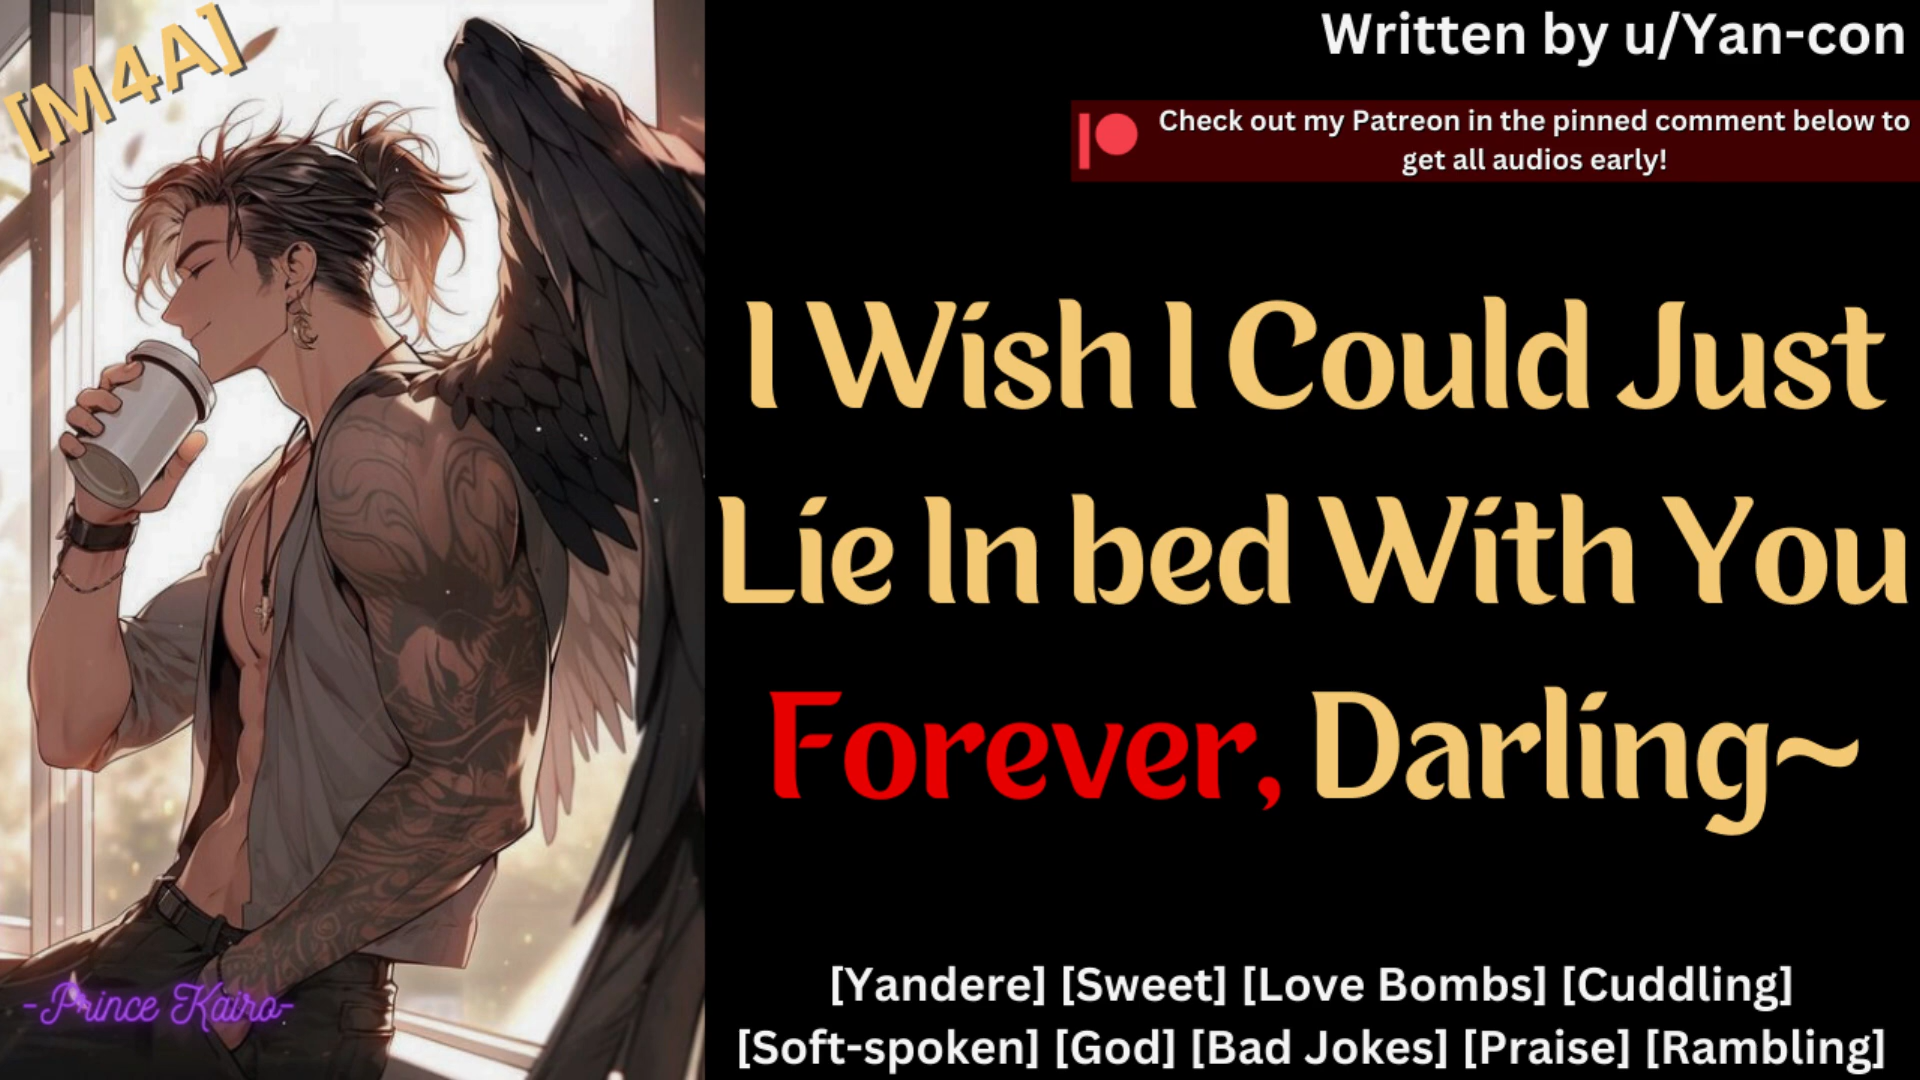 [M4A]
Written by u/Yan-con
Check out my Patreon in the pinned comment below to
get all audios early!
I Wish I Could Just
Lie In bed With You
Forever, Darling~
[Yandere] [Sweet] [Love Bombs] [Cuddling]
[Soft-spoken] [God] [Bad Jokes] [Praise] [Rambling]
-Prince Kairo-